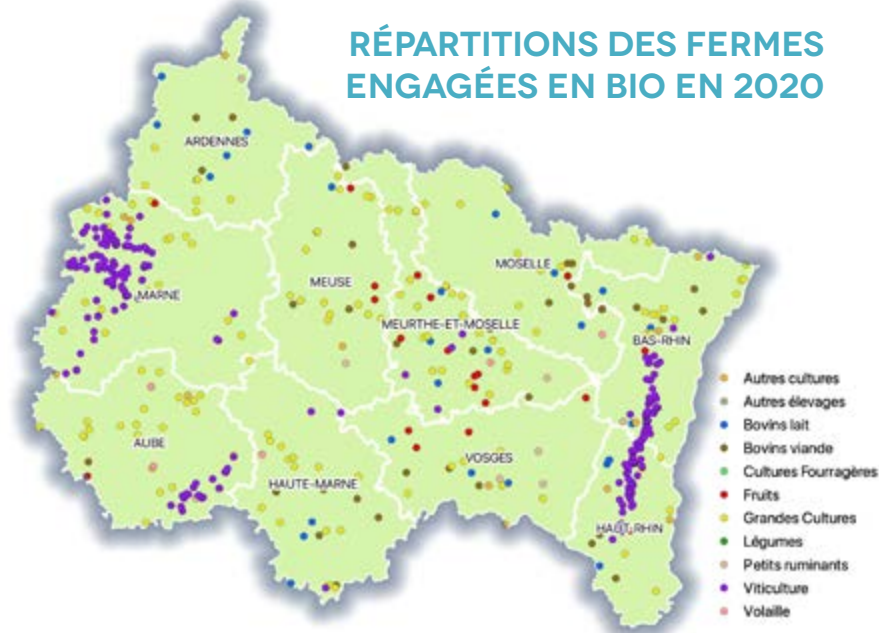 RÉPARTITIONS DES FERMES
ENGAGÉES EN BIO EN 2020
ARDENNES
MARNE
MEUSE
MOSELLE
MEURTHE-ET-MOSELLE
BAS-RHIN
AUBE
HAUTE-MARNE
VOSGES
HAUT-RHIN
Autres cultures
Autres élevages
Bovins lait
Bovins viande
Cultures Fourragères
Fruits
Grandes Cultures
Légumes
Petits ruminants
Viticulture
Volaille